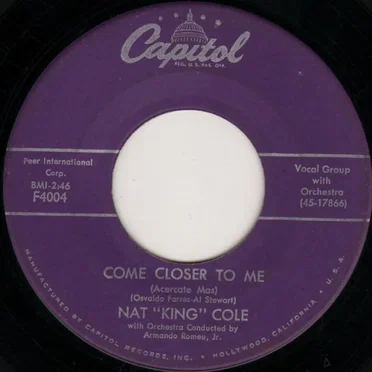 Capitol
REG. U.S. PAT. OFF.
Peer International
Corp.
BMI-2:46
F4004
Vocal Group
with
Orchestra
(45-17866)
COME CLOSER TO ME
(Acercate Mas)
(Osvaldo Farres-Al Stewart)
NAT "KING" COLE
with Orchestra Conducted by
Armando Romeu, Jr.
MANUFACTURED BY CAPITOL RECORDS, INC. • HOLLYWOOD, CALIFORNIA • U.S.A.